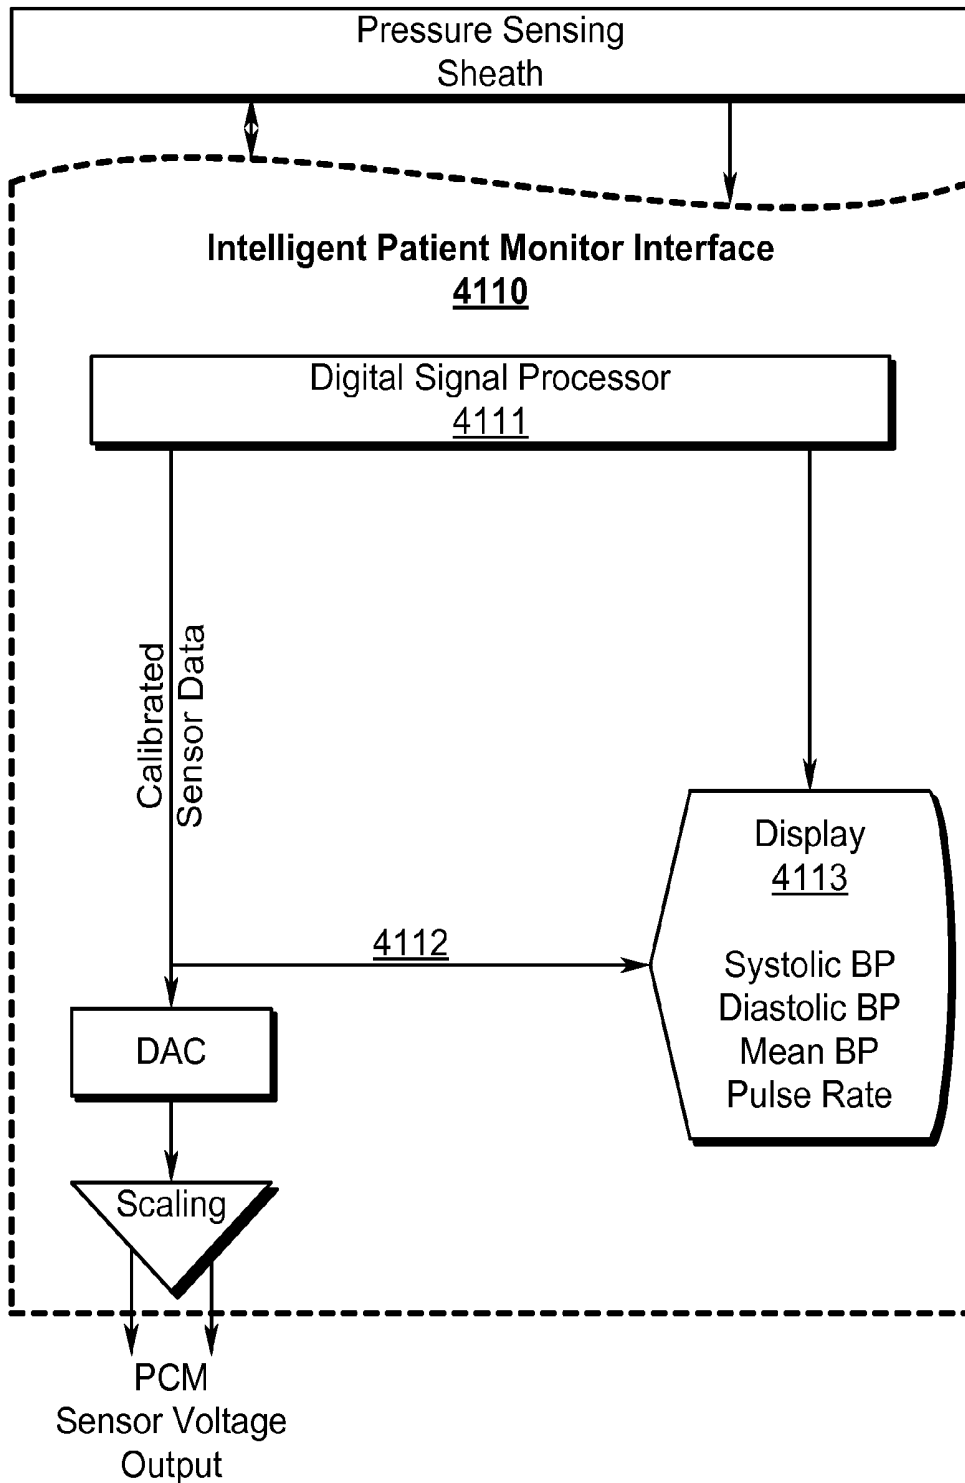 Pressure Sensing
Sheath
Intelligent Patient Monitor Interface
4110
Digital Signal Processor
4111
Calibrated
Sensor Data
4112
Display
4113
Systolic BP
Diastolic BP
Mean BP
Pulse Rate
DAC
Scaling
PCM
Sensor Voltage
Output